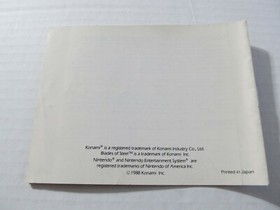 Konami® is a registered trademark of Konami Industry Co., Ltd.
Blades of Steel™ is a trademark of Konami Inc.
Nintendo® and Nintendo Entertainment System® are
registered trademarks of Nintendo of America Inc.
© 1988 Konami Inc.
Printed in Japan